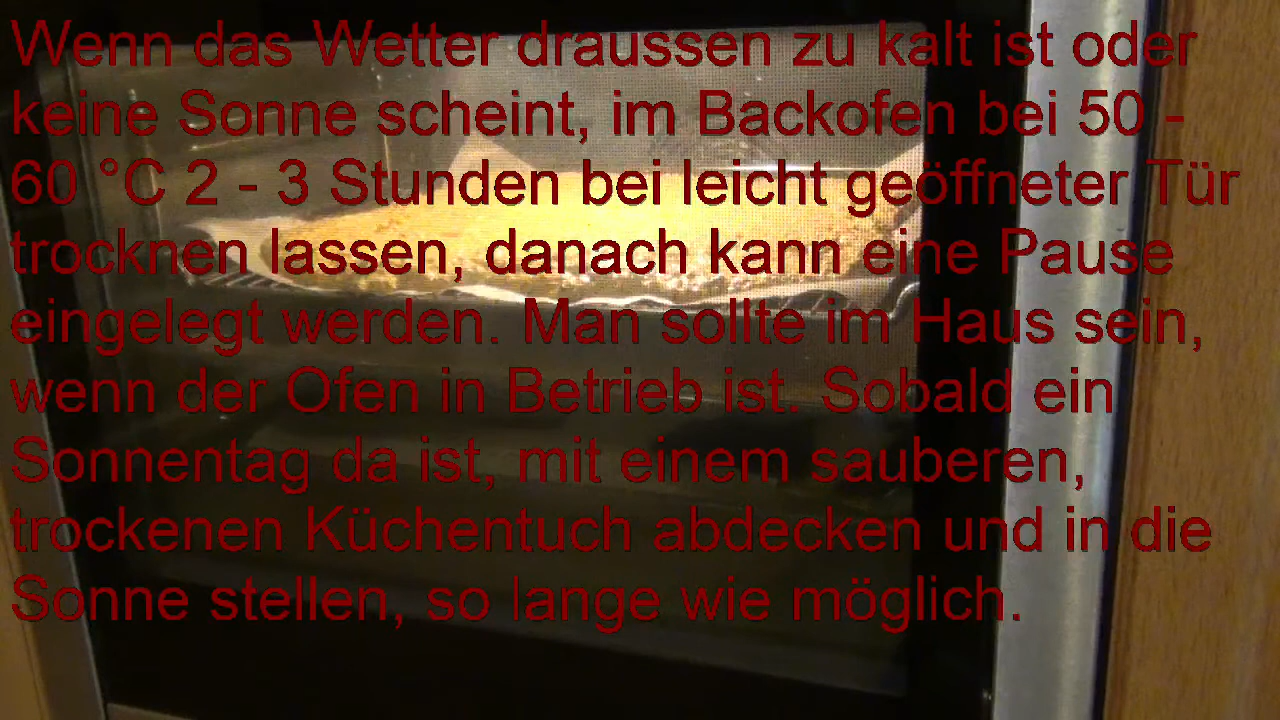 Wenn das Wetter draussen zu kalt ist oder
keine Sonne scheint, im Backofen bei 50 -
60 °C 2 - 3 Stunden bei leicht geöffneter Tür
trocknen lassen, danach kann eine Pause
eingelegt werden. Man sollte im Haus sein,
wenn der Ofen in Betrieb ist. Sobald ein
Sonnentag da ist, mit einem sauberen,
trockenen Küchentuch abdecken und in die
Sonne stellen, so lange wie möglich.